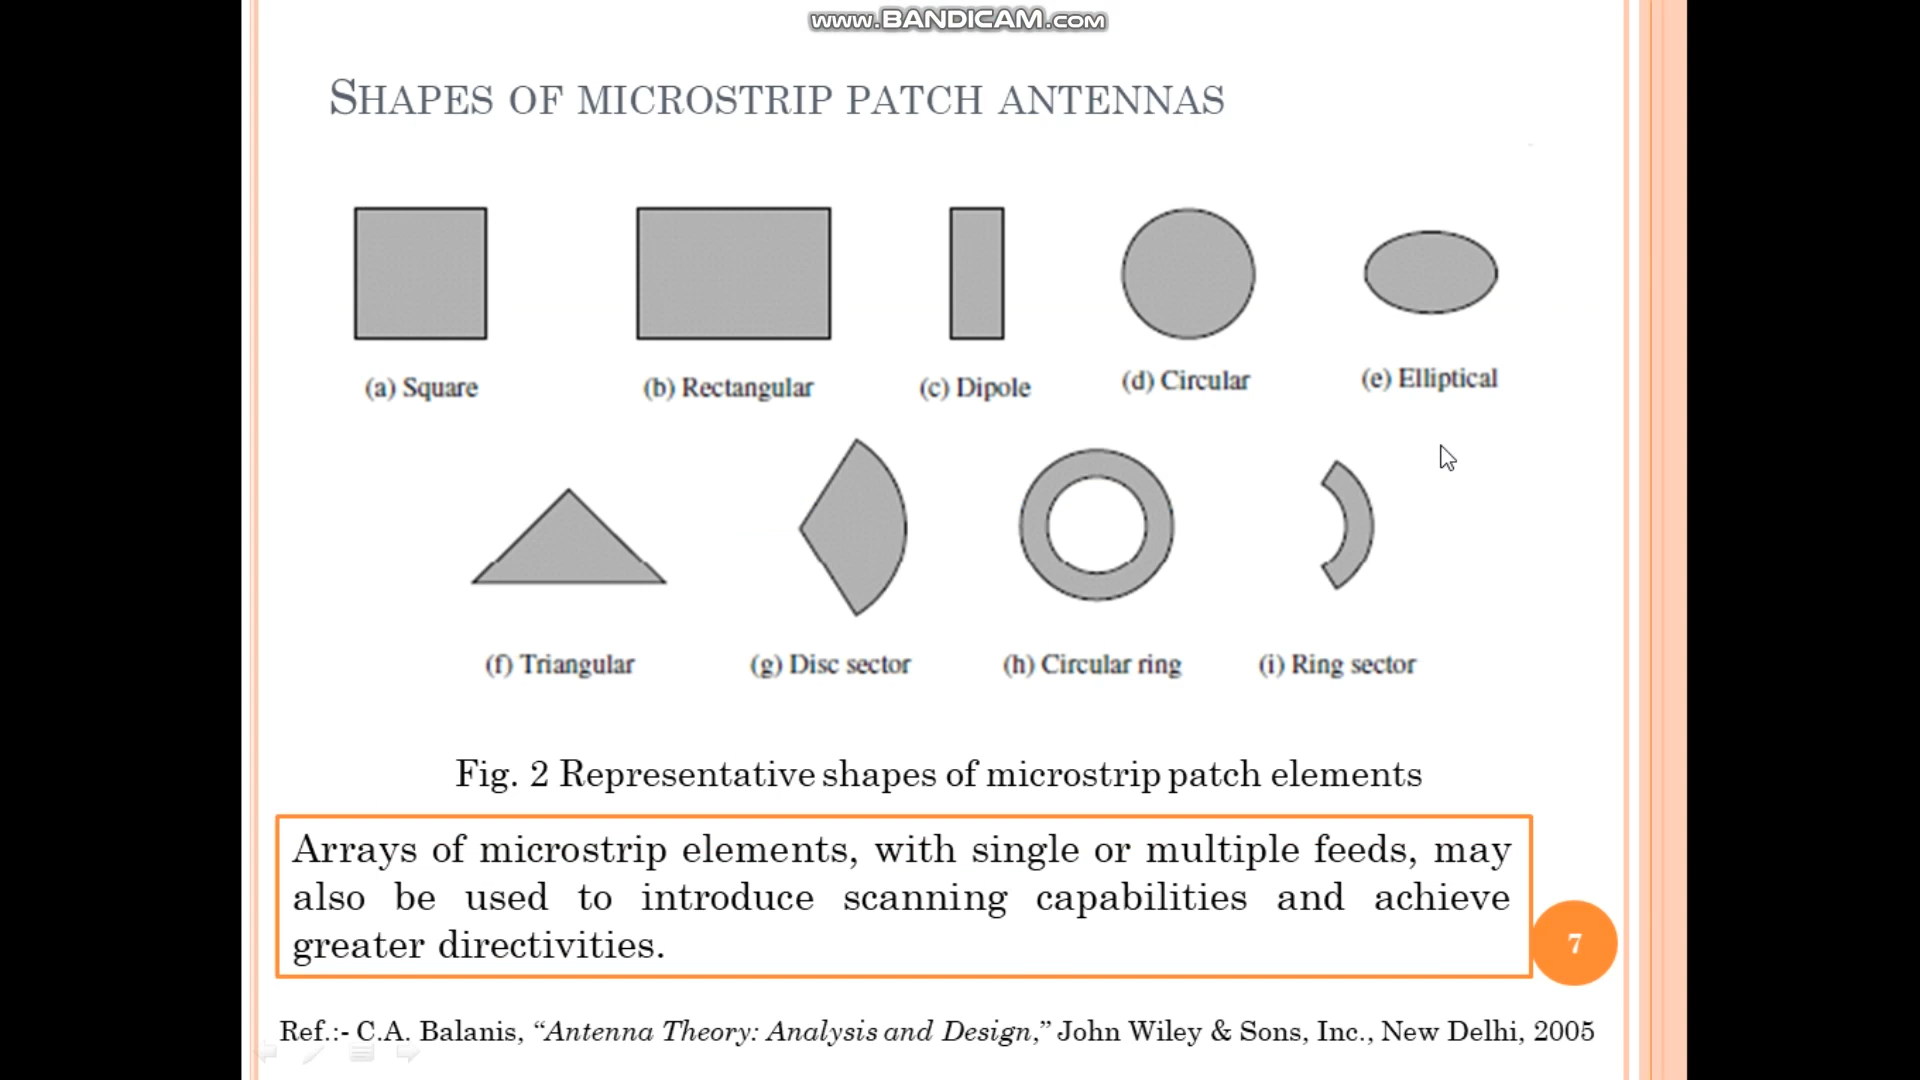 www.BANDICAM.com
SHAPES OF MICROSTRIP PATCH ANTENNAS
(a) Square
(b) Rectangular
(c) Dipole
(d) Circular
(e) Elliptical
(f) Triangular
(g) Disc sector
(h) Circular ring
(i) Ring sector
Fig. 2 Representative shapes of microstrip patch elements
Arrays of microstrip elements, with single or multiple feeds, may
also be used to introduce scanning capabilities and achieve
greater directivities.
7
Ref.:- C.A. Balanis, “Antenna Theory: Analysis and Design,” John Wiley & Sons, Inc., New Delhi, 2005